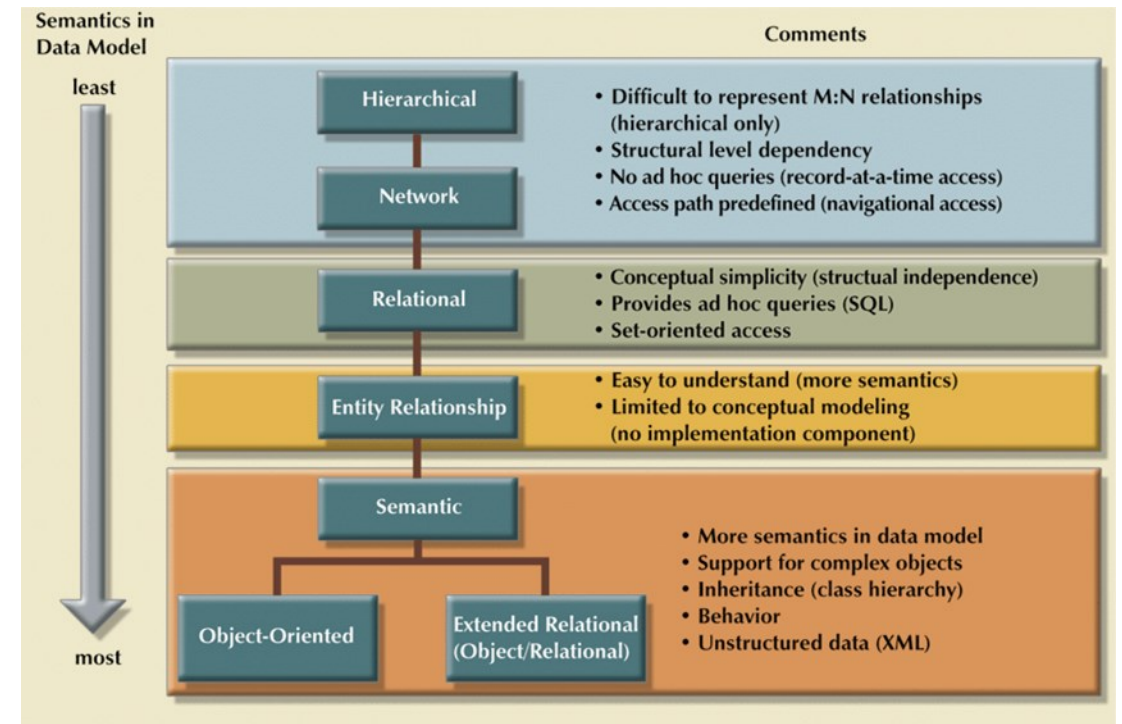 Semantics in
Data Model
Comments
least
Hierarchical
Network
• Difficult to represent M:N relationships
(hierarchical only)
• Structural level dependency
• No ad hoc queries (record-at-a-time access)
• Access path predefined (navigational access)
Relational
• Conceptual simplicity (structual independence)
• Provides ad hoc queries (SQL)
• Set-oriented access
Entity Relationship
• Easy to understand (more semantics)
• Limited to conceptual modeling
(no implementation component)
Semantic
Object-Oriented
Extended Relational
(Object/Relational)
• More semantics in data model
• Support for complex objects
• Inheritance (class hierarchy)
• Behavior
• Unstructured data (XML)
most